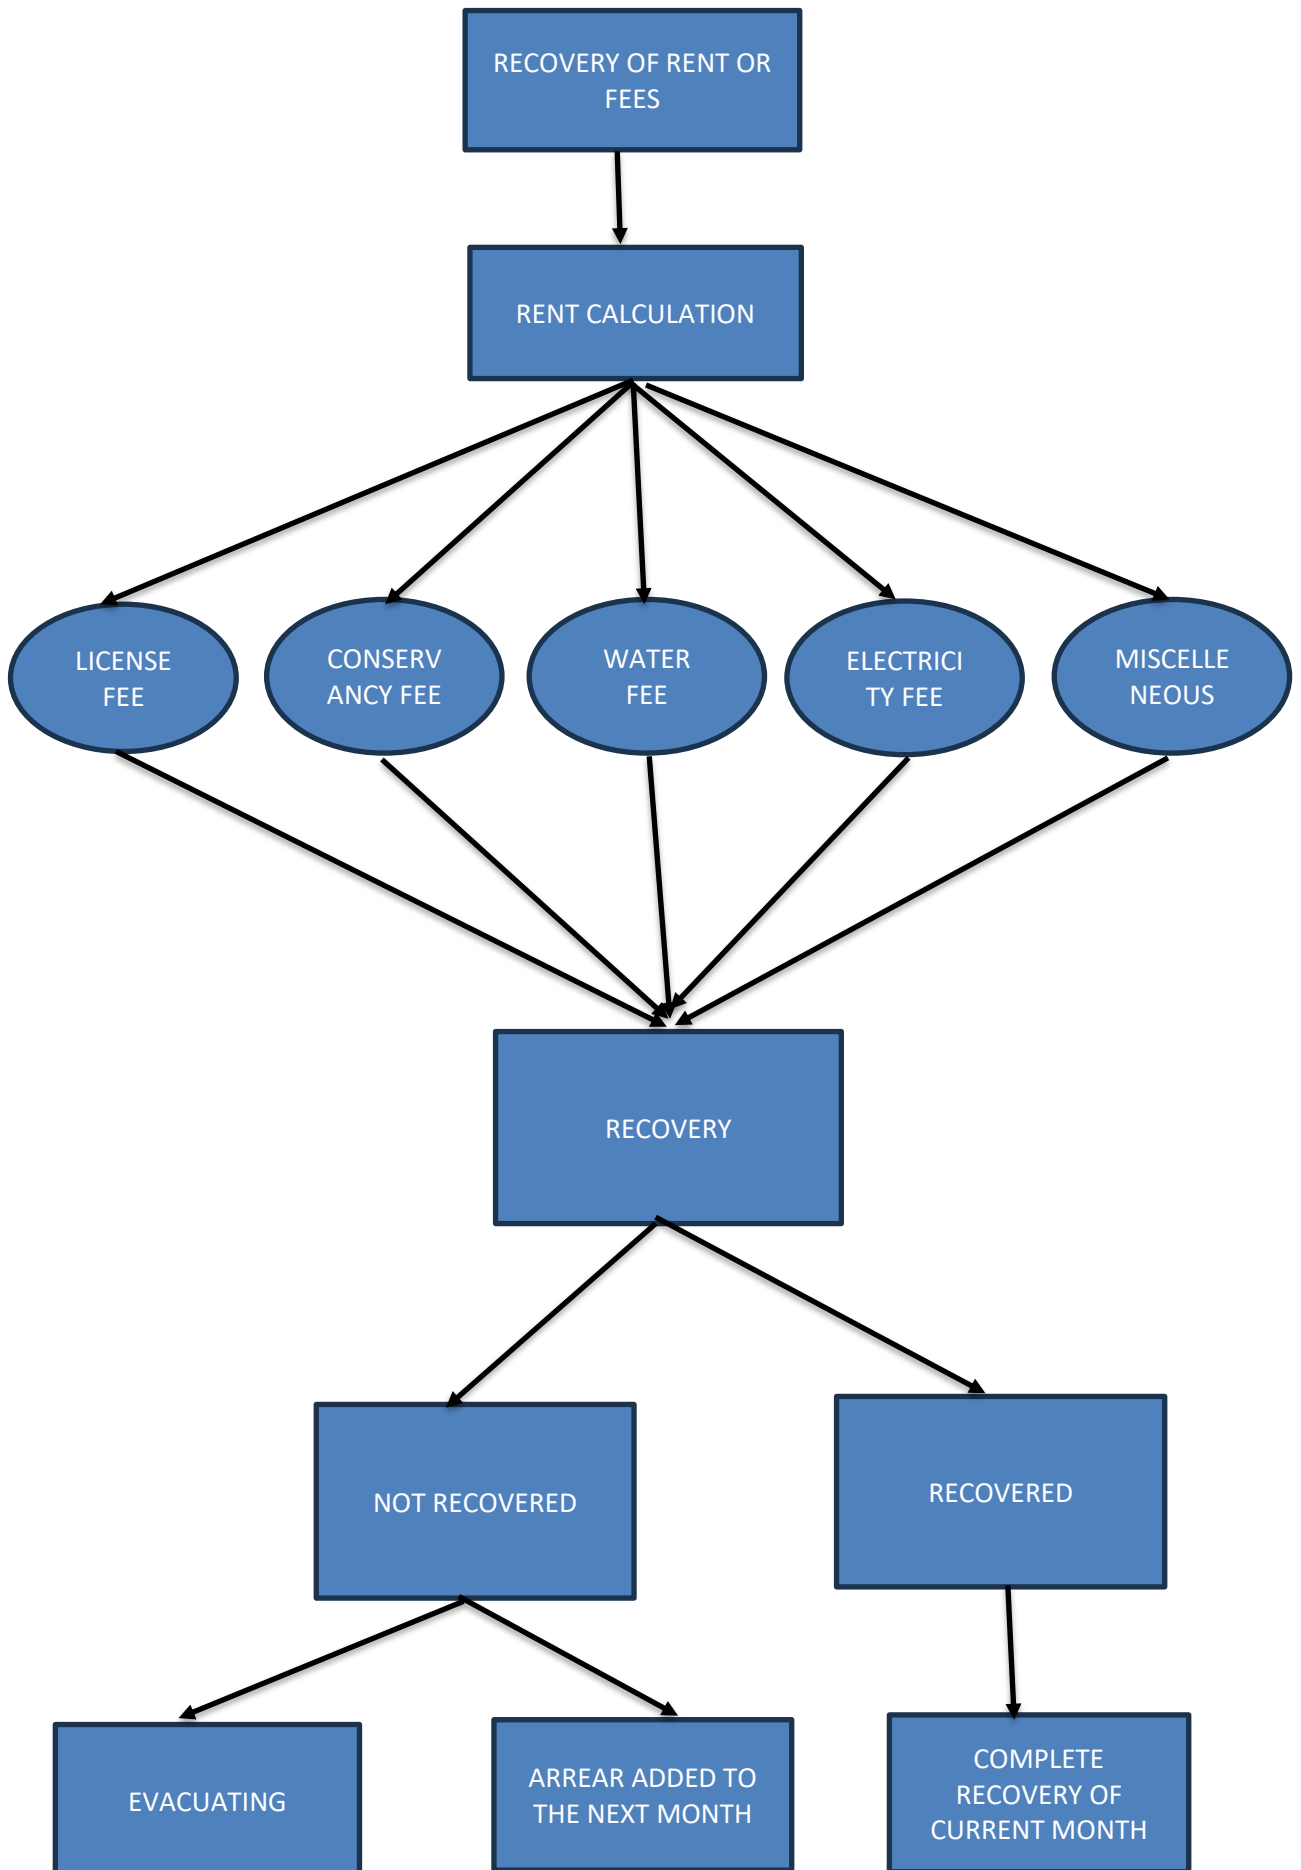 RECOVERY OF RENT OR
FEES
RENT CALCULATION
LICENSE
FEE
CONSERV
ANCY FEE
WATER
FEE
ELECTRICI
TY FEE
MISCELLE
NEOUS
RECOVERY
NOT RECOVERED
RECOVERED
EVACUATING
ARREAR ADDED TO
THE NEXT MONTH
COMPLETE
RECOVERY OF
CURRENT MONTH